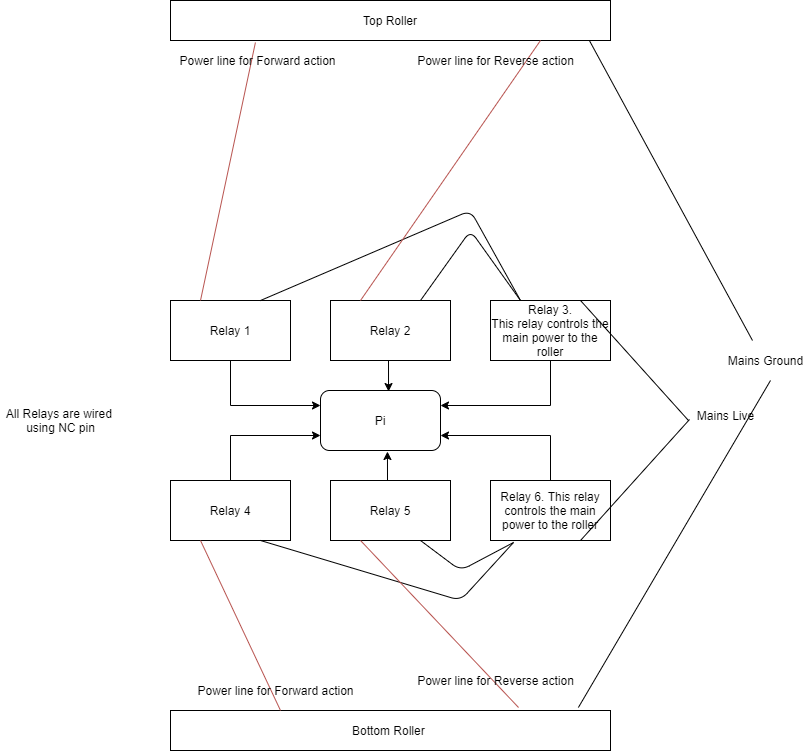 Top Roller
Power line for Forward action
Power line for Reverse action
Relay 1
Relay 2
Relay 3.
This relay controls the
main power to the
roller
Mains Ground
All Relays are wired
using NC pin
Pi
Mains Live
Relay 4
Relay 5
Relay 6. This relay
controls the main
power to the roller
Power line for Forward action
Power line for Reverse action
Bottom Roller